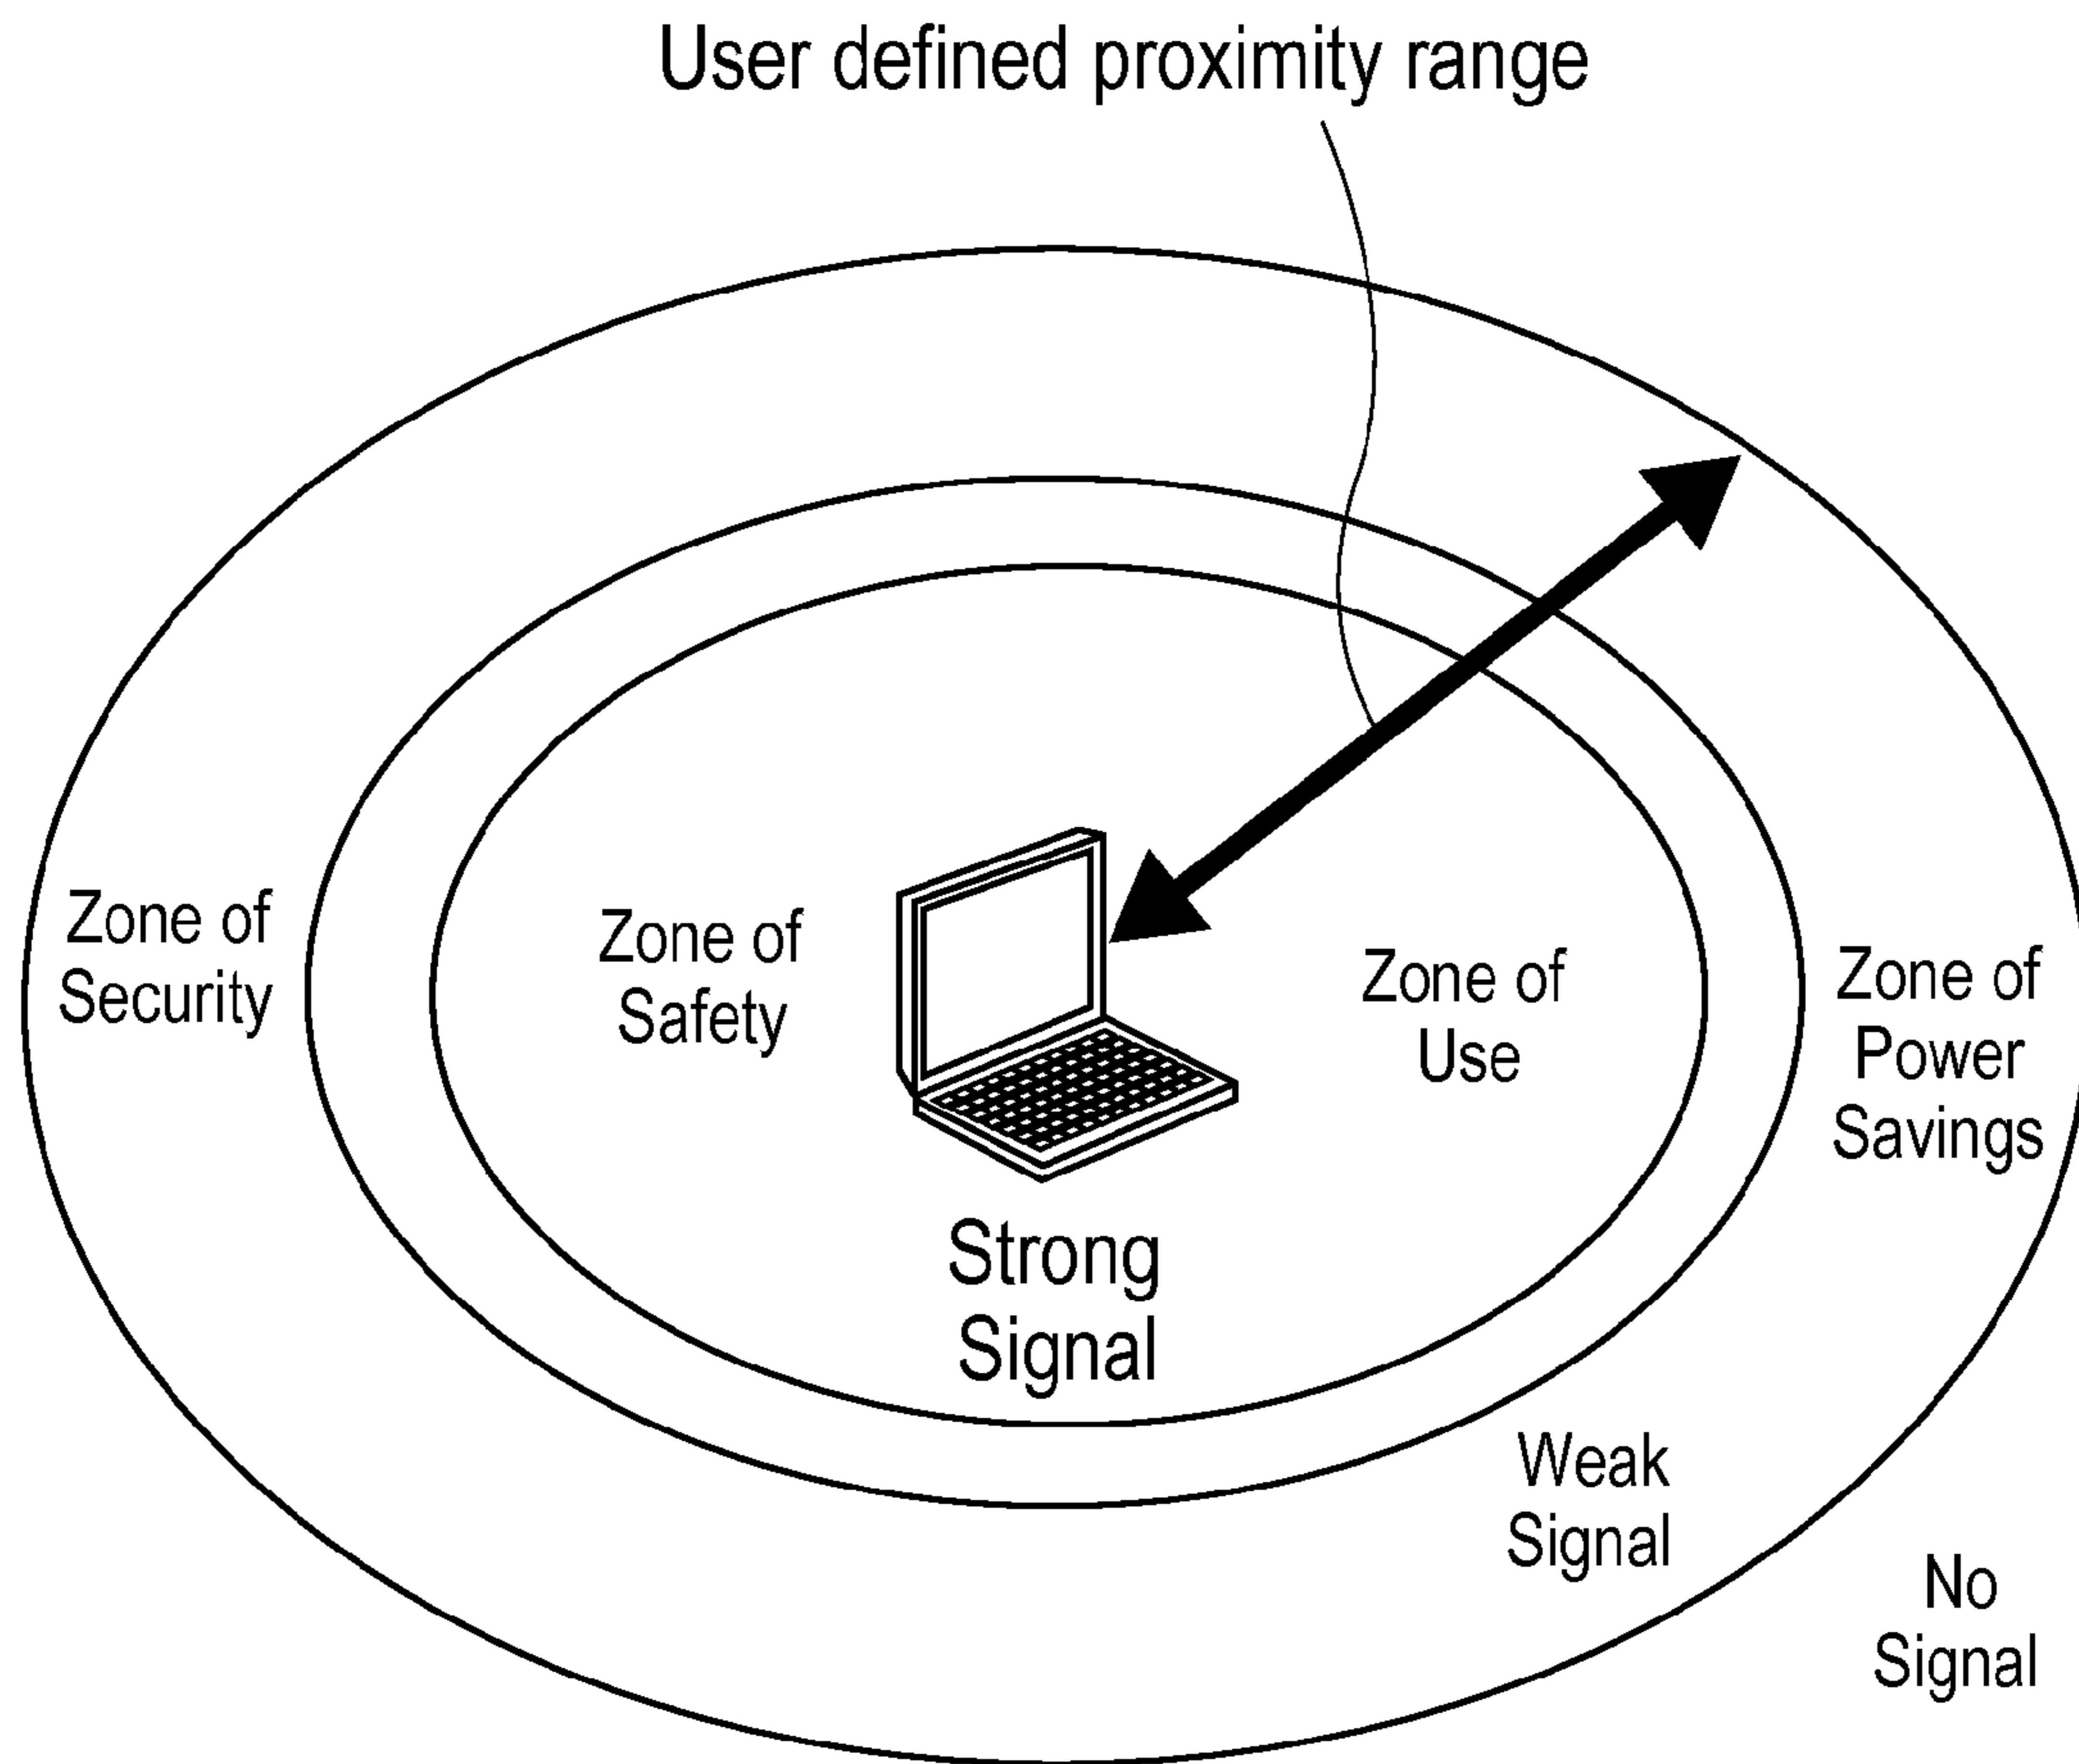 User defined proximity range
Zone of
Security
Zone of
Safety
Zone of
Use
Zone of
Power
Savings
Strong
Signal
Weak
Signal
No
Signal